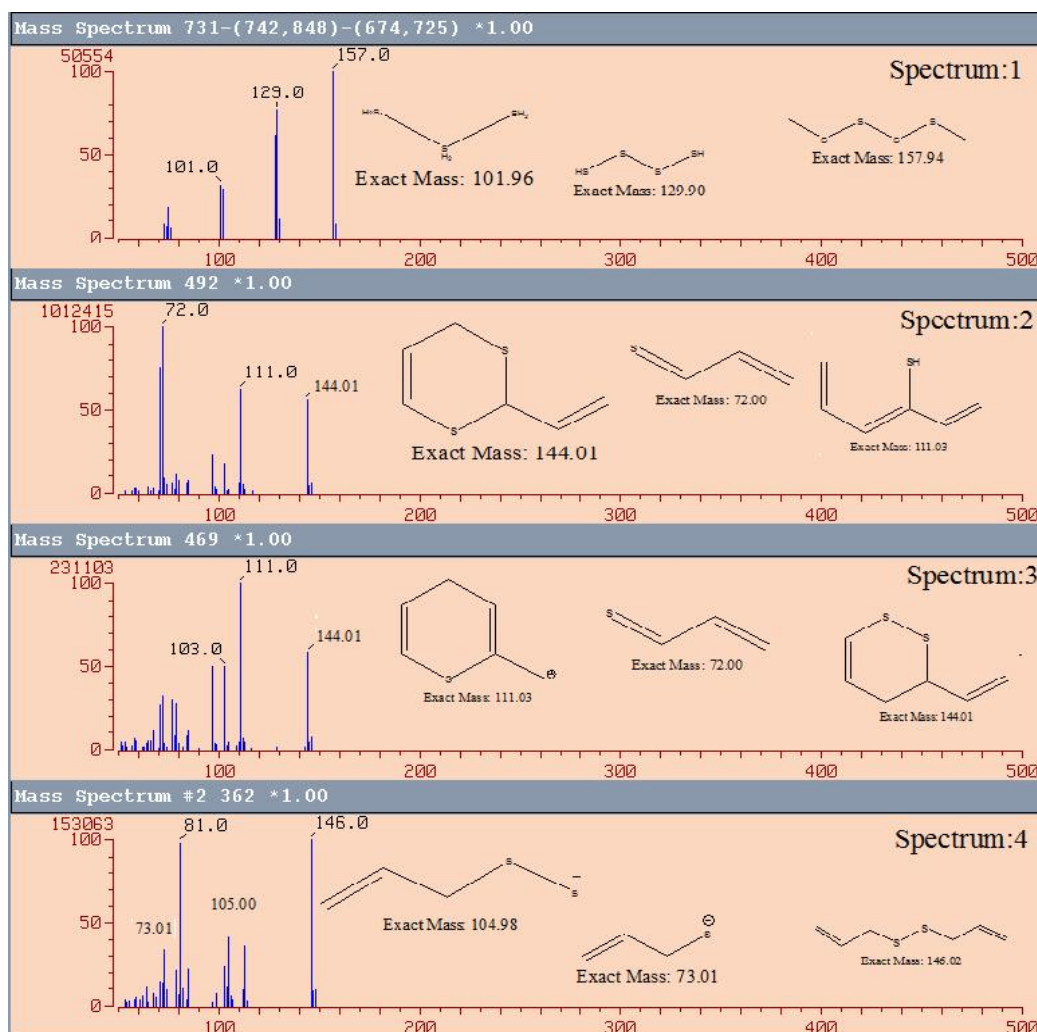 Mass Spectrum 731-(742,848)-(674,725) *1.00
50554
100
50
0
101.0
129.0
157.0
Spectrum:1
H3S
S
H2
SH2
Exact Mass: 101.96
HS
S
S
SH
Exact Mass: 129.90
S
S
Exact Mass: 157.94
100 200 300 400 500
Mass Spectrum 492 *1.00
1012415
100
50
0
72.0
111.0
144.01
Spectrum:2
S
S
Exact Mass: 144.01
S
Exact Mass: 72.00
SH
Exact Mass: 111.03
100 200 300 400 500
Mass Spectrum 469 *1.00
231103
100
50
0
103.0
111.0
144.01
Spectrum:3
S
Exact Mass: 111.03
S
Exact Mass: 72.00
S
S
Exact Mass: 144.01
100 200 300 400 500
Mass Spectrum #2 362 *1.00
153063
100
50
0
73.01
81.0
105.00
146.0
Spectrum:4
S
S
Exact Mass: 104.98
S
Exact Mass: 73.01
S
S
Exact Mass: 146.02
100 200 300 400 500